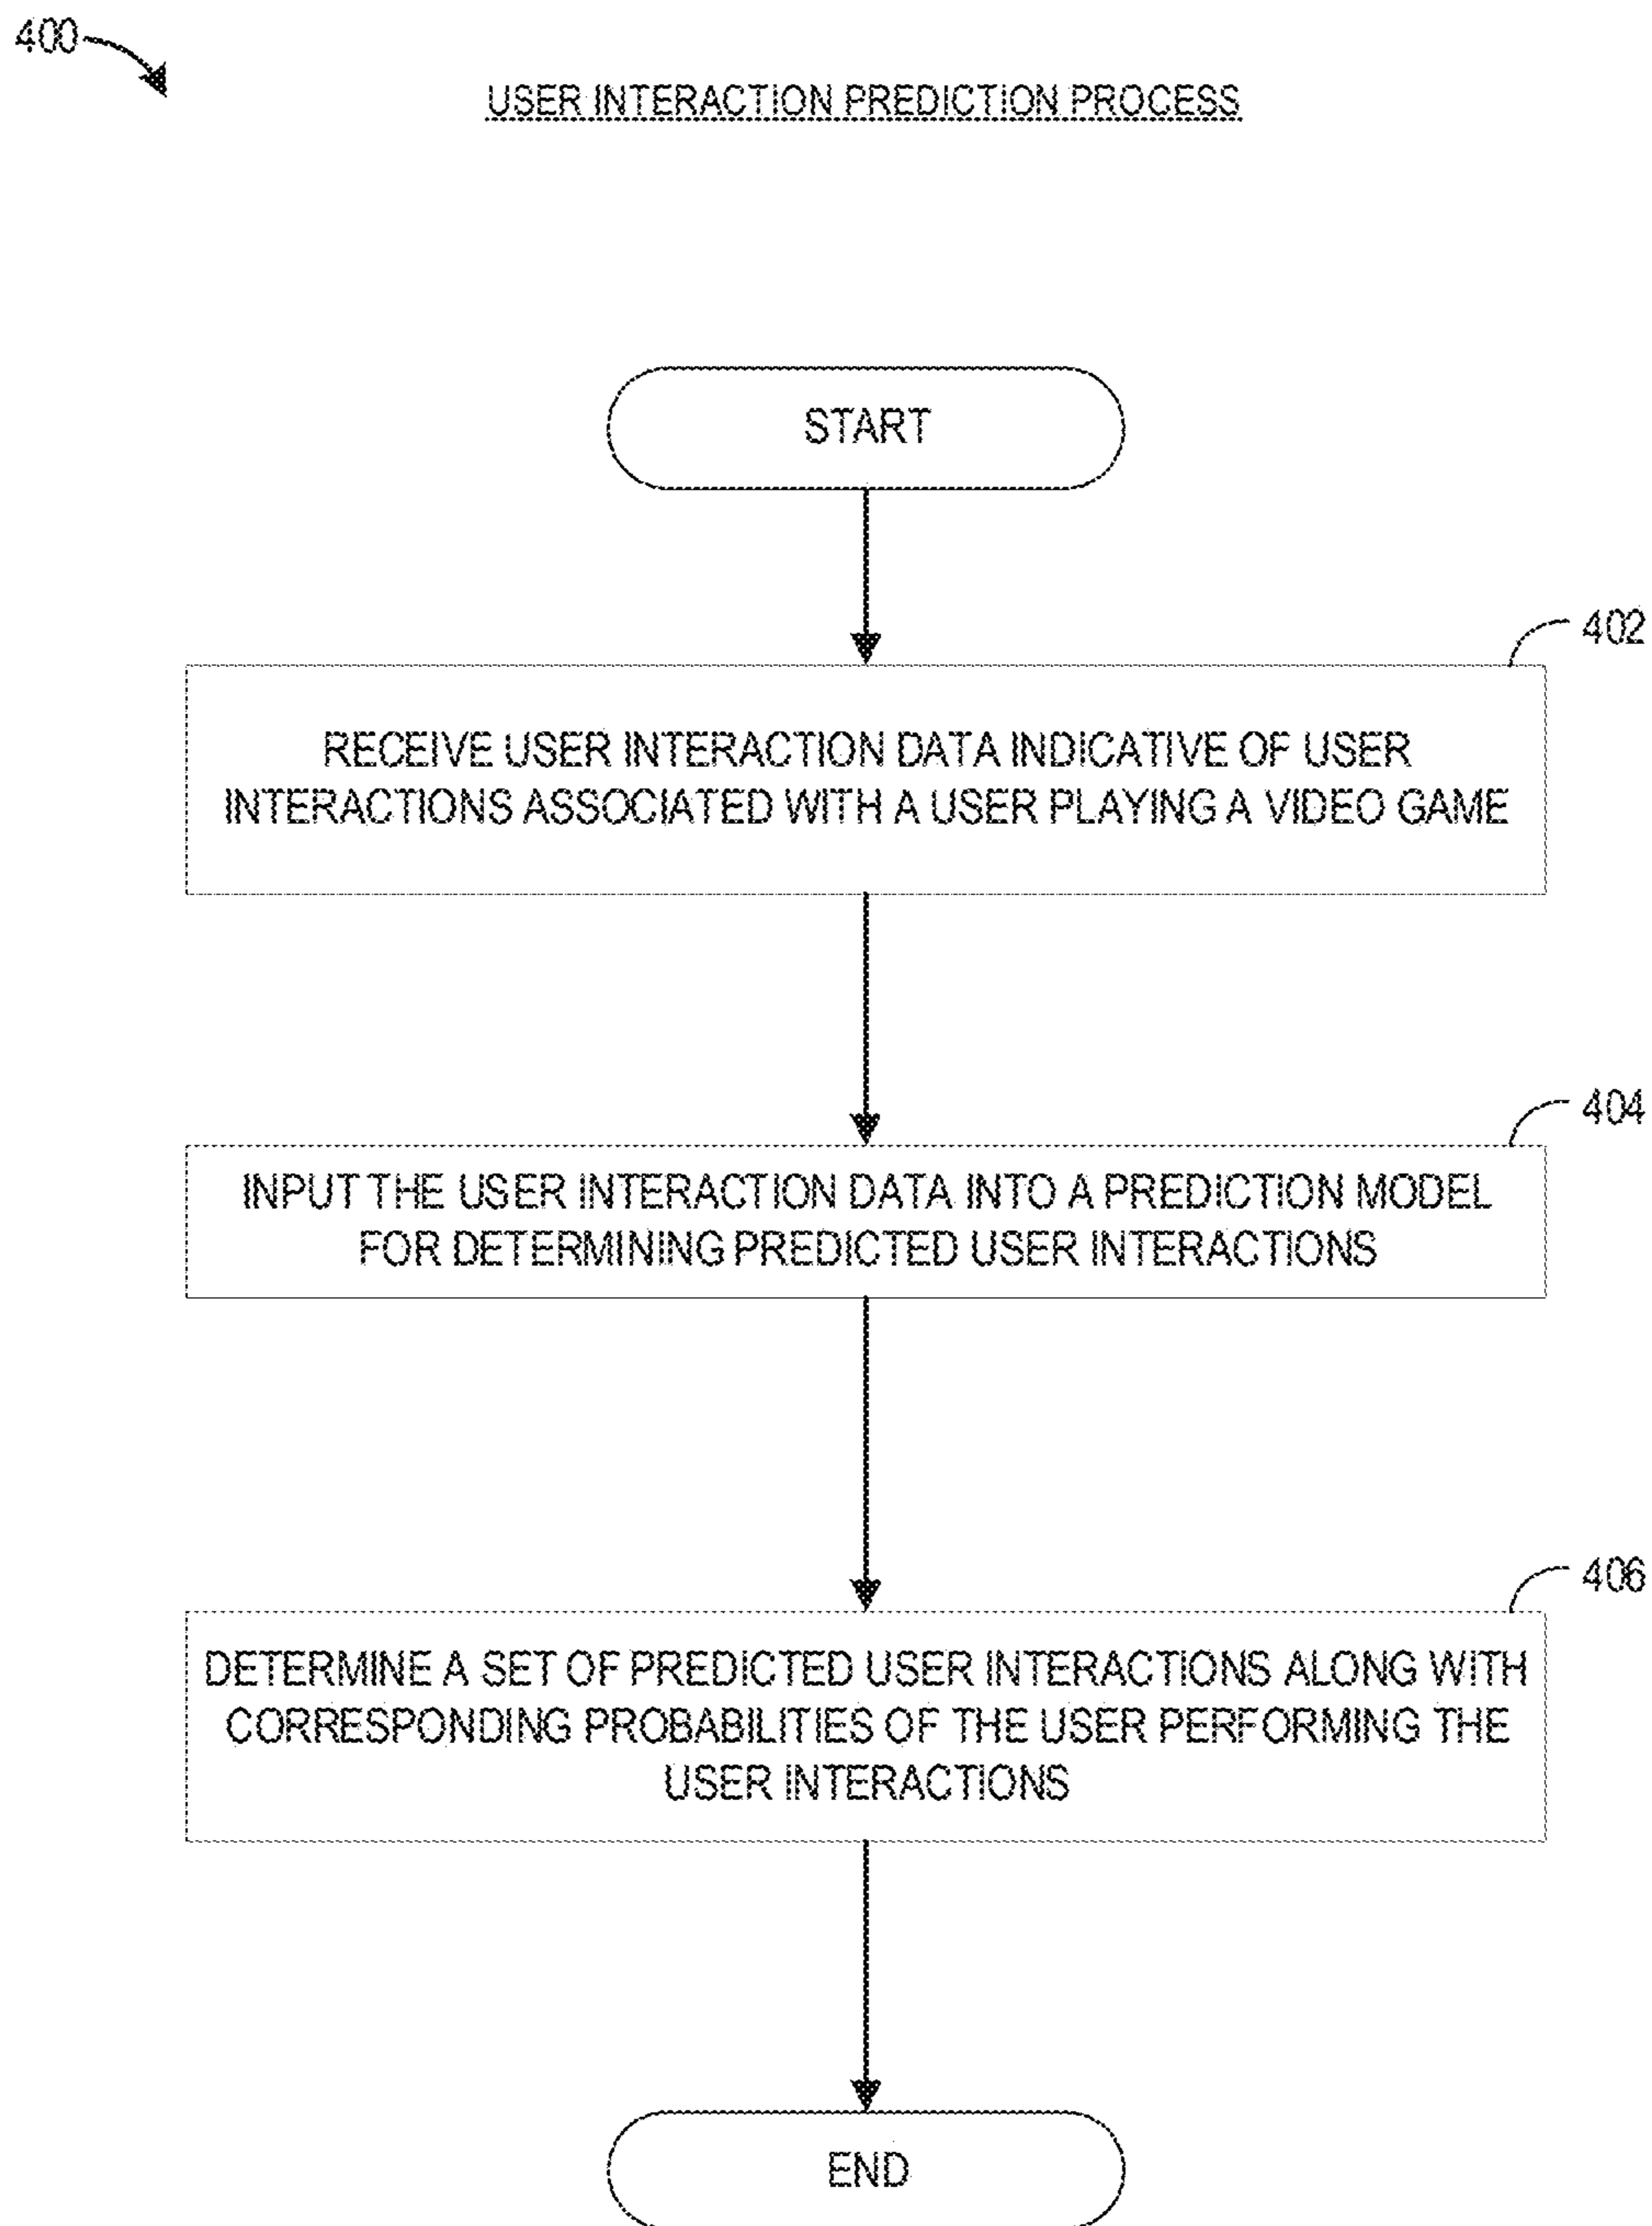 400
USER INTERACTION PREDICTION PROCESS
START
402
RECEIVE USER INTERACTION DATA INDICATIVE OF USER
INTERACTIONS ASSOCIATED WITH A USER PLAYING A VIDEO GAME
404
INPUT THE USER INTERACTION DATA INTO A PREDICTION MODEL
FOR DETERMINING PREDICTED USER INTERACTIONS
406
DETERMINE A SET OF PREDICTED USER INTERACTIONS ALONG WITH
CORRESPONDING PROBABILITIES OF THE USER PERFORMING THE
USER INTERACTIONS
END